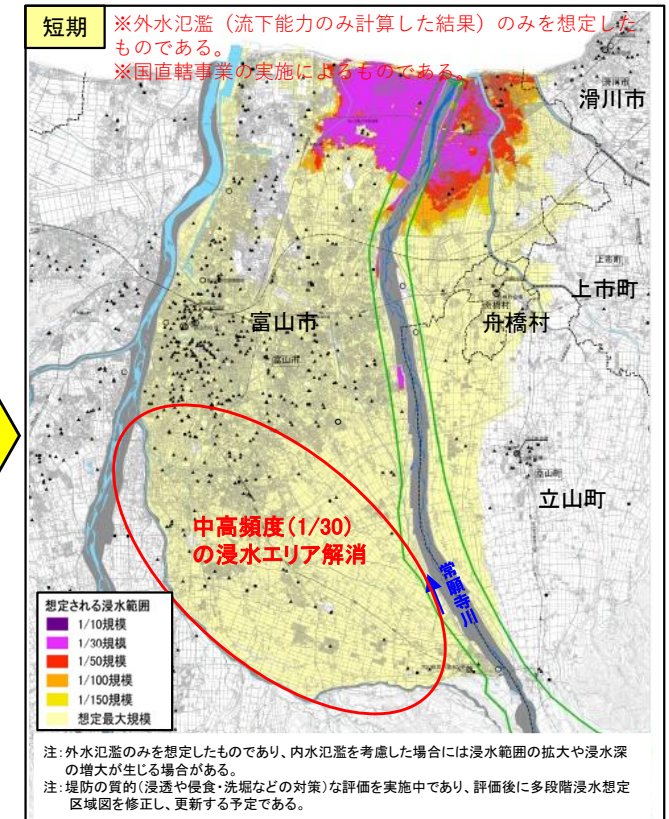 短期
※外水氾濫（流下能力のみ計算した結果）のみを想定した
ものである。
※国直轄事業の実施によるものである。
滑川市
滑川市
上市町
上市町
富山市
舟橋村
富山市
立山町
立山町
中高頻度(1/30)
の浸水エリア解消
常願寺川
想定される浸水範囲
1/10規模
1/30規模
1/50規模
1/100規模
1/150規模
想定最大規模
注:外水氾濫のみを想定したものであり、内水氾濫を考慮した場合には浸水範囲の拡大や浸水深
の増大が生じる場合がある。
注:堤防の質的(浸透や侵食・洗堀などの対策)な評価を実施中であり、評価後に多段階浸水想定
区域図を修正し、更新する予定である。